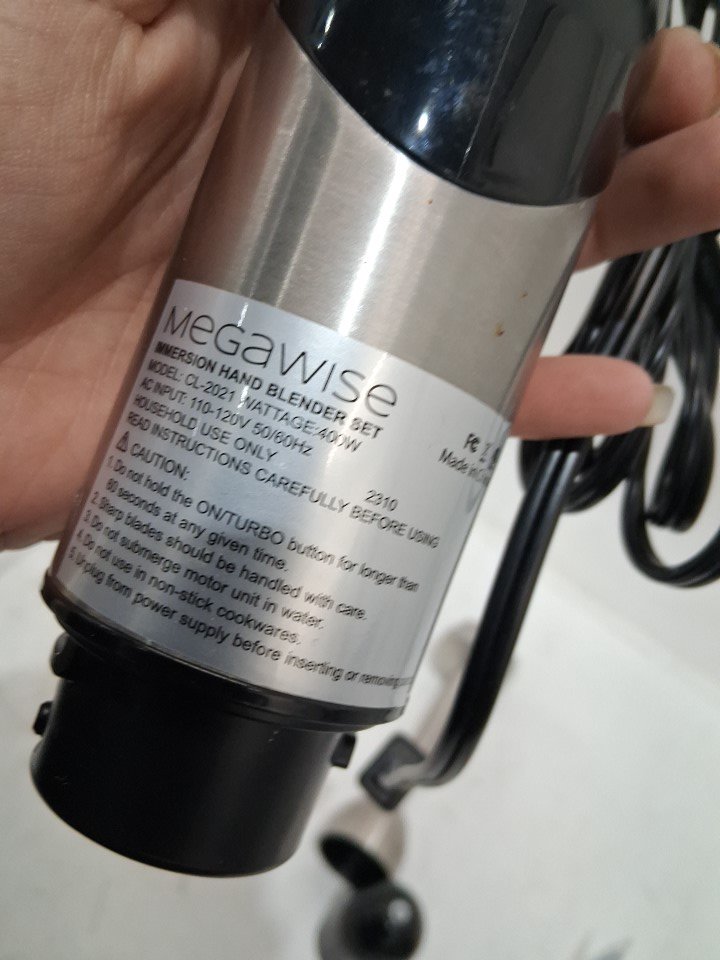 MEGAWISE
IMMERSION HAND BLENDER SET
MODEL: CL-2021 WATTAGE:400W
AC INPUT: 110-120V 50/60Hz
HOUSEHOLD USE ONLY
2310
READ INSTRUCTIONS CAREFULLY BEFORE USING
CAUTION:
1. Do not hold the ON/TURBO button for longer than
60 seconds at any given time.
2. Sharp blades should be handled with care.
3. Do not submerge motor unit in water.
4. Do not use in non-stick cookwares.
5. Unplug from power supply before inserting or removing
FC
Made in